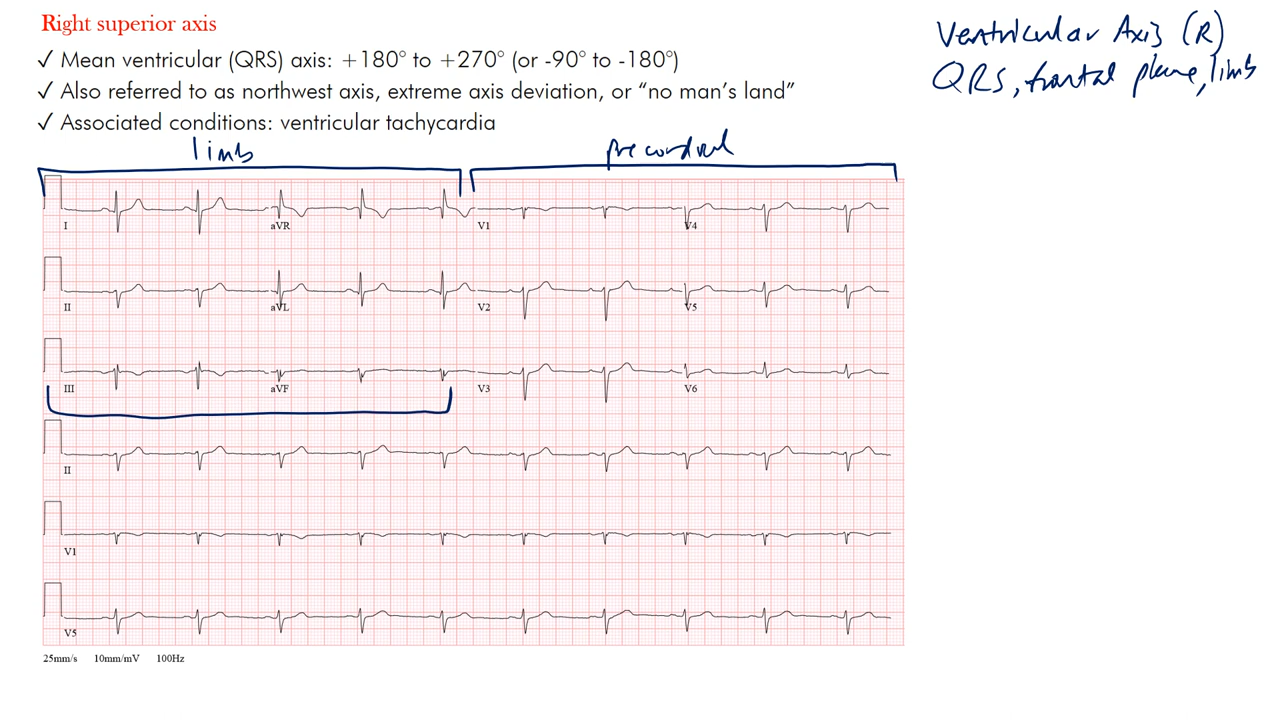 Right superior axis
✓ Mean ventricular (QRS) axis: +180° to +270° (or -90° to -180°)
✓ Also referred to as northwest axis, extreme axis deviation, or “no man’s land”
✓ Associated conditions: ventricular tachycardia
Ventricular Axis (R)
QRS, frontal plane, limb
limb precordial
I aVR V1 V4
II aVL V2 V5
III aVF V3 V6
II
V1
V5
25mm/s 10mm/mV 100Hz